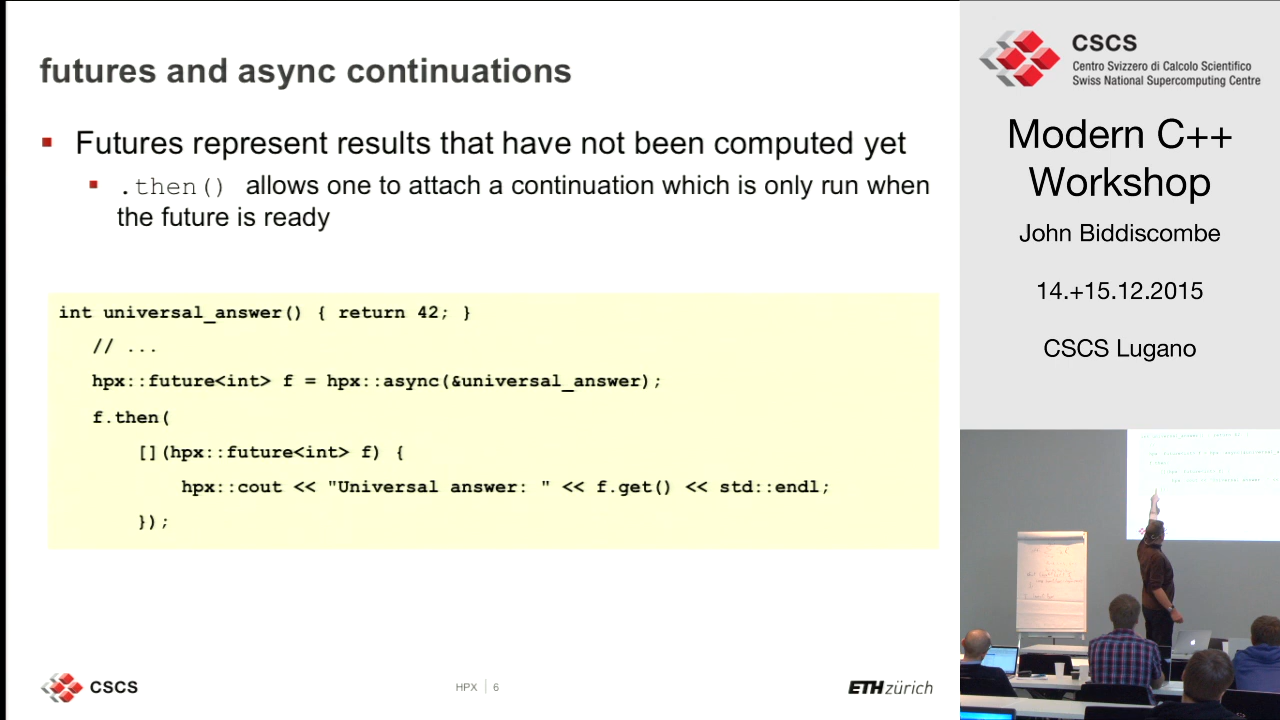 futures and async continuations
▪ Futures represent results that have not been computed yet
▪ .then() allows one to attach a continuation which is only run when
the future is ready
int universal_answer() { return 42; }
// ...
hpx::future<int> f = hpx::async(&universal_answer);
f.then(
[](hpx::future<int> f) {
hpx::cout << "Universal answer: " << f.get() << std::endl;
});
CSCS
HPX | 6
ETH zürich
CSCS
Centro Svizzero di Calcolo Scientifico
Swiss National Supercomputing Centre
Modern C++
Workshop
John Biddiscombe
14.+15.12.2015
CSCS Lugano